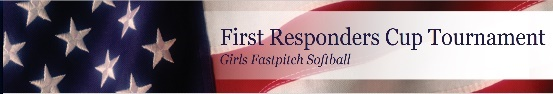 First Responders Cup Tournament
Girls Fastpitch Softball